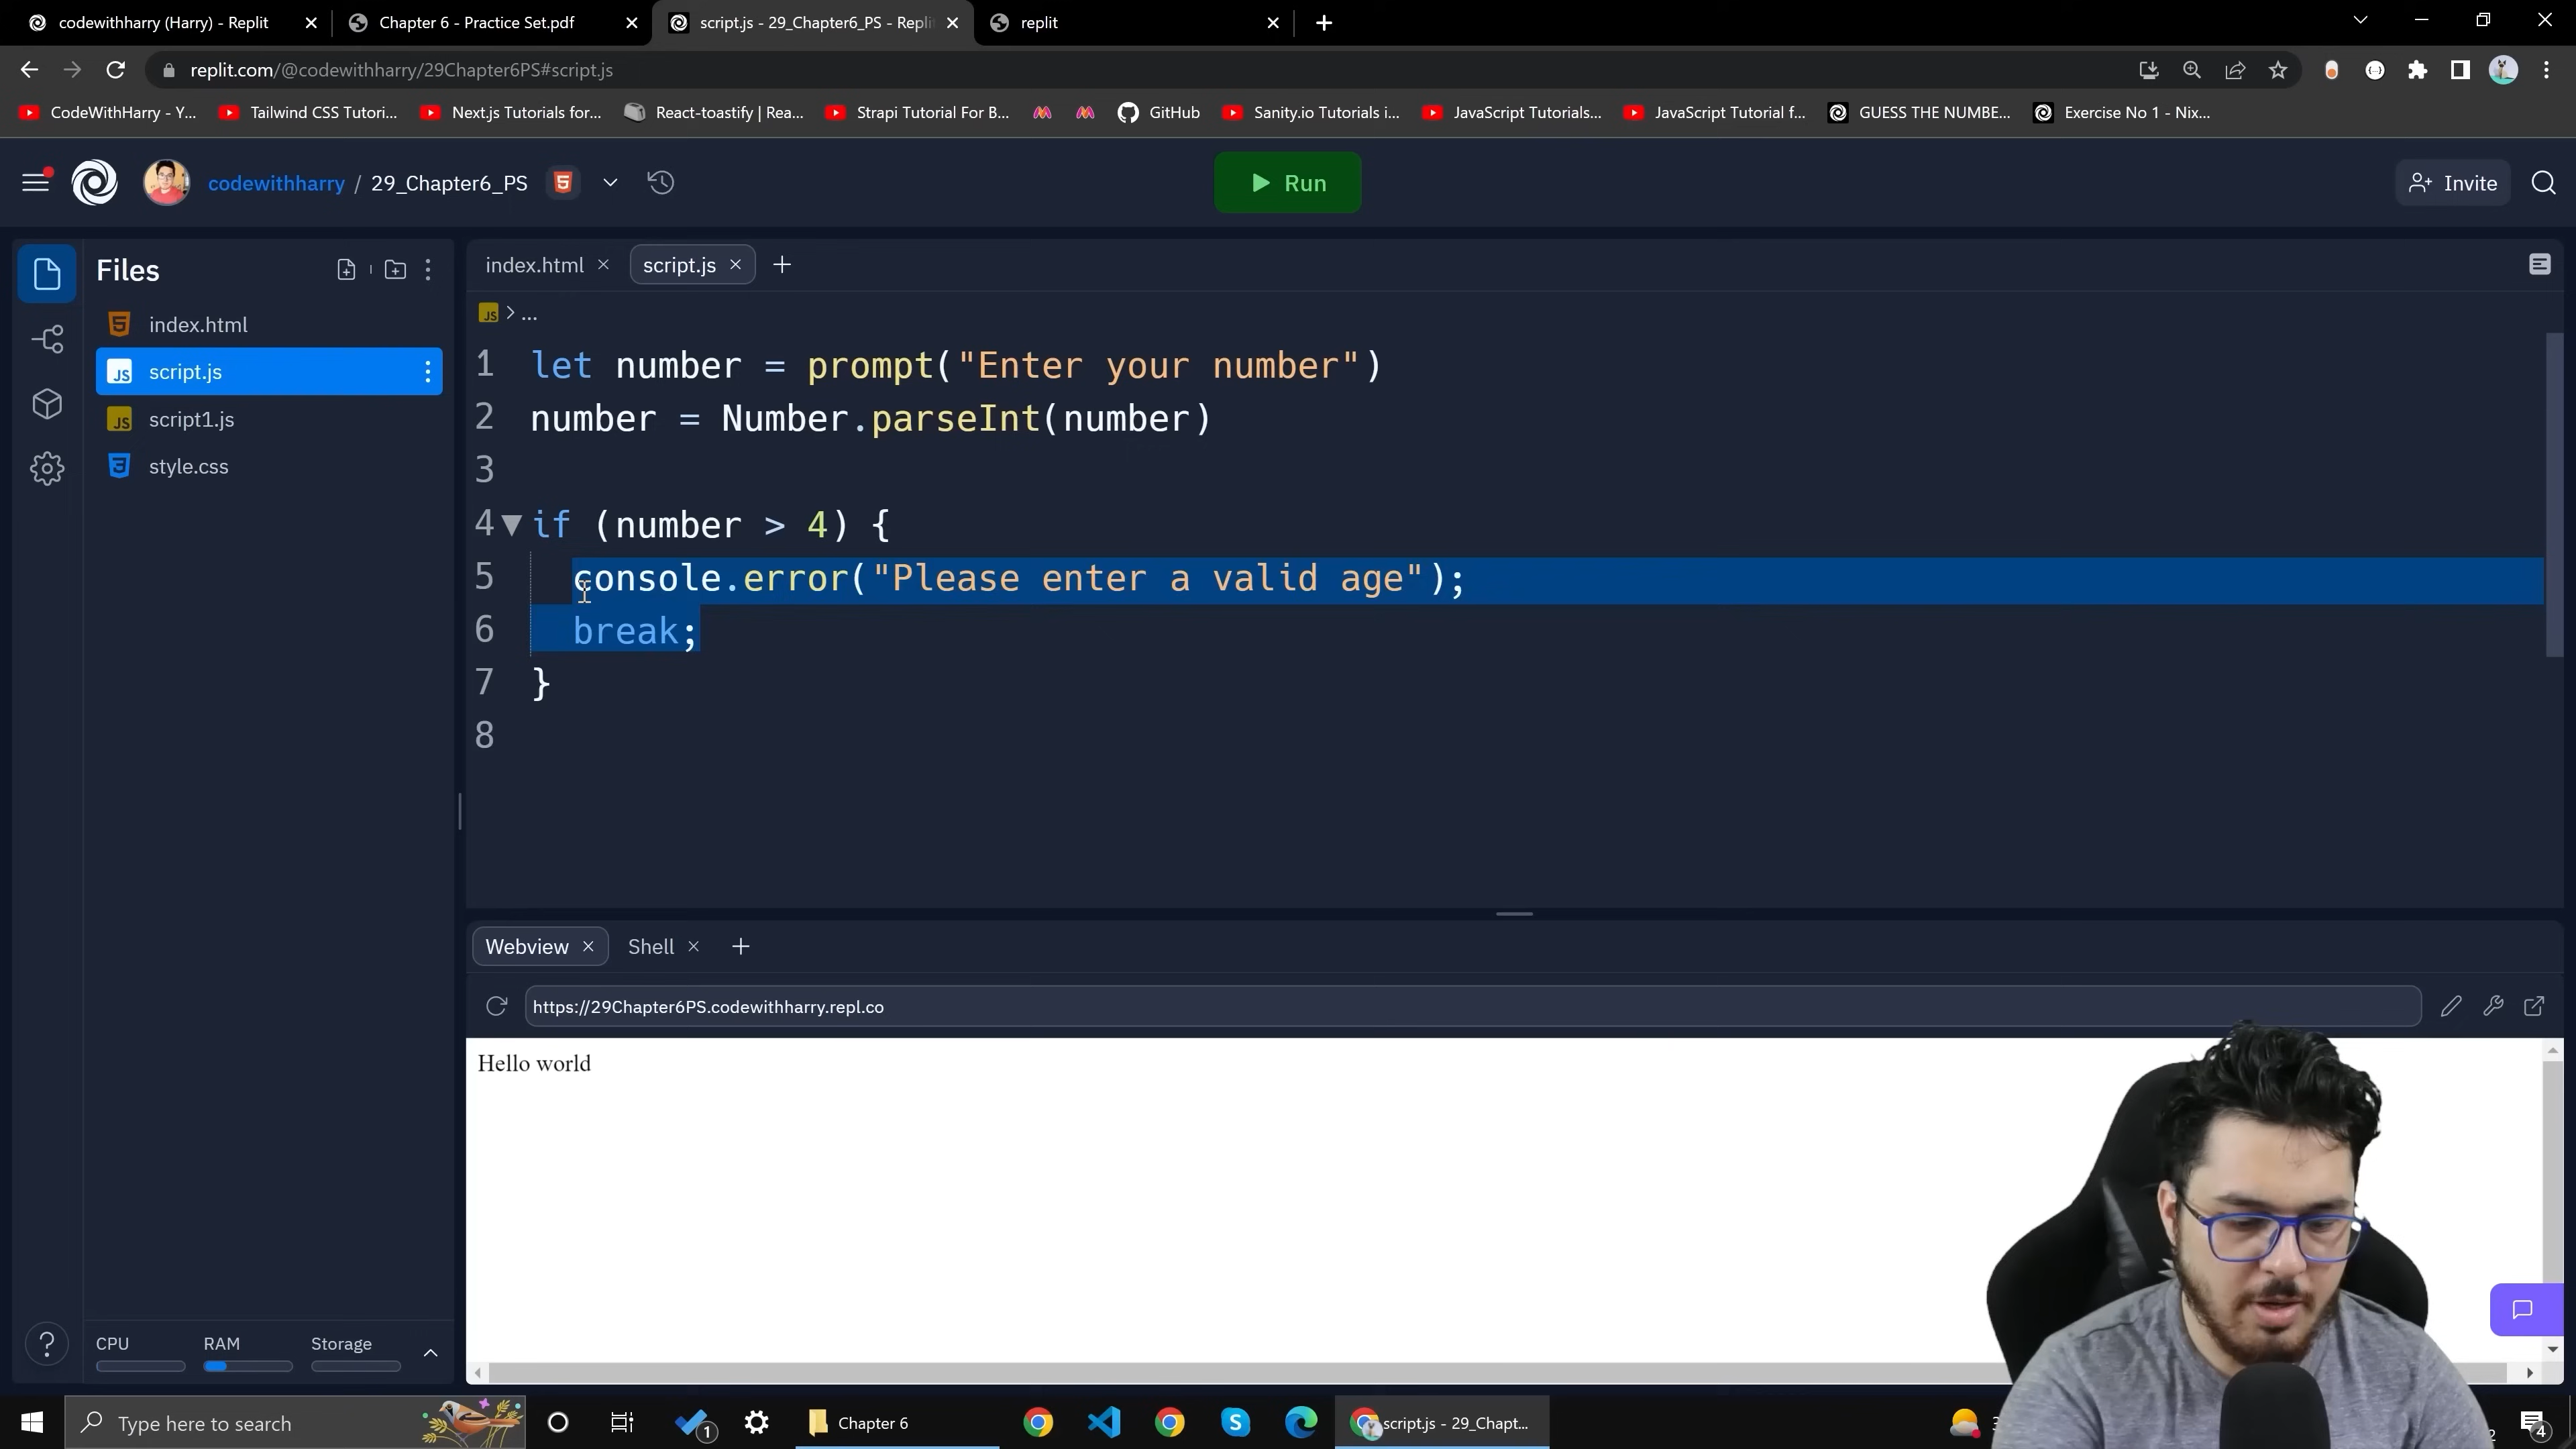 codewithharry (Harry) - Replit
Chapter 6 - Practice Set.pdf
script.js - 29_Chapter6_PS - Repli
replit
replit.com/@codewithharry/29Chapter6PS#script.js
CodeWithHarry - Y...
Tailwind CSS Tutori...
Next.js Tutorials for...
React-toastify | Rea...
Strapi Tutorial For B...
GitHub
Sanity.io Tutorials i...
JavaScript Tutorials...
JavaScript Tutorial f...
GUESS THE NUMBE...
Exercise No 1 - Nix...
codewithharry / 29_Chapter6_PS
Run
Invite
Files
index.html
script.js
script1.js
style.css
index.html
script.js
JS > ...
1 let number = prompt("Enter your number")
2 number = Number.parseInt(number)
3
4 if (number > 4) {
5 console.error("Please enter a valid age");
6 break;
7 }
8
Webview
Shell
https://29Chapter6PS.codewithharry.repl.co
Hello world
CPU
RAM
Storage
Type here to search
1
Chapter 6
script.js - 29_Chapt...
4